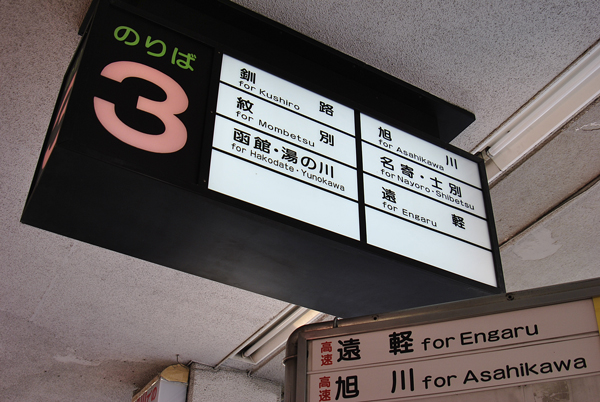 のりば
3
釧路
for Kushiro
紋別
for Mombetsu
函館・湯の川
for Hakodate・Yunokawa
旭川
for Asahikawa
名寄・士別
for Nayoro・Shibetsu
遠軽
for Engaru
高速 遠軽 for Engaru
高速 旭川 for Asahikawa